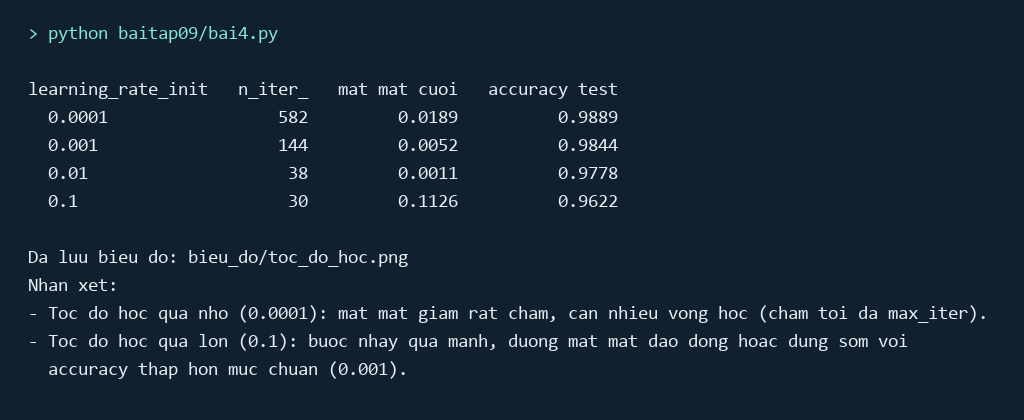 > python baitap09/bai4.py
learning_rate_init n_iter_ mat mat cuoi accuracy test
0.0001 582 0.0189 0.9889
0.001 144 0.0052 0.9844
0.01 38 0.0011 0.9778
0.1 30 0.1126 0.9622
Da luu bieu do: bieu_do/toc_do_hoc.png
Nhan xet:
- Toc do hoc qua nho (0.0001): mat mat giam rat cham, can nhieu vong hoc (cham toi da max_iter).
- Toc do hoc qua lon (0.1): buoc nhay qua manh, duong mat mat dao dong hoac dung som voi
accuracy thap hon muc chuan (0.001).